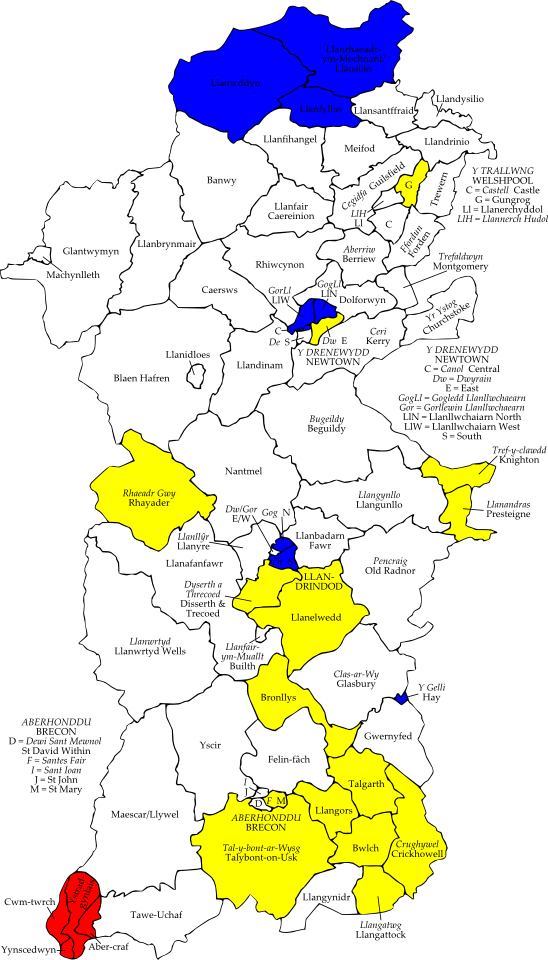 Llanrhaeadr-
ym-Mochnant/
Llansilin
Llanwddyn
Llanfyllin
Llansantffraid
Llandysilio
Llanfihangel
Meifod
Llandrinio
Banwy
Cegidfa Guilsfield
G
Trewern
Y TRALLWNG
WELSHPOOL
C = Castell Castle
G = Gungrog
Ll = Llanerchyddol
LlH = Llannerch Hudol
Llanfair
Caereinion
LlH
Ll
C
Ffordun
Forden
Glantwymyn
Llanbrynmair
Machynlleth
Aberriw
Berriew
Rhiwcynon
Trefaldwyn
Montgomery
Caersws
GorLl
LlW
GogLl
LlN
Dolforwyn
Yr Ystog
Churchstoke
C
De S
Dw E
Ceri
Kerry
Y DRENEWYDD
NEWTOWN
Llanidloes
Llandinam
Blaen Hafren
Y DRENEWYDD
NEWTOWN
C = Canol Central
Dw = Dwyrain
E = East
GogLl = Gogledd Llanllwchaearn
Gor = Gorllewin Llanllwchaearn
LlN = Llanllwchaiarn North
LlW = Llanllwchaiarn West
S = South
Bugeildy
Beguildy
Tref-y-clawdd
Knighton
Nantmel
Rhaeadr Gwy
Rhayader
Llangynllo
Llangunllo
Llanandras
Presteigne
Dw/Gor
E/W
Gog N
Llanllŷr
Llanyre
Llanbadarn
Fawr
Pencraig
Old Radnor
Llanafanfawr
Dyserth a
Threcoed
Disserth &
Trecoed
LLAN-
DRINDOD
Llanelwedd
Llanwrtyd
Llanwrtyd Wells
Llanfair-
ym-Muallt
Builth
Clas-ar-Wy
Glasbury
Y Gelli
Hay
Bronllys
Gwernyfed
ABERHONDDU
BRECON
D = Dewi Sant Mewnol
St David Within
F = Santes Fair
I = Sant Ioan
J = St John
M = St Mary
Yscir
Felin-fâch
Talgarth
I
J
D
F M
Maescar/Llywel
Llangors
ABERHONDDU
BRECON
Tal-y-bont-ar-Wysg
Talybont-on-Usk
Bwlch
Crughywel
Crickhowell
Cwm-twrch
Ystrad-
gynlais
Tawe-Uchaf
Llangynidr
Llangatwg
Llangattock
Ynyscedwyn
Aber-craf